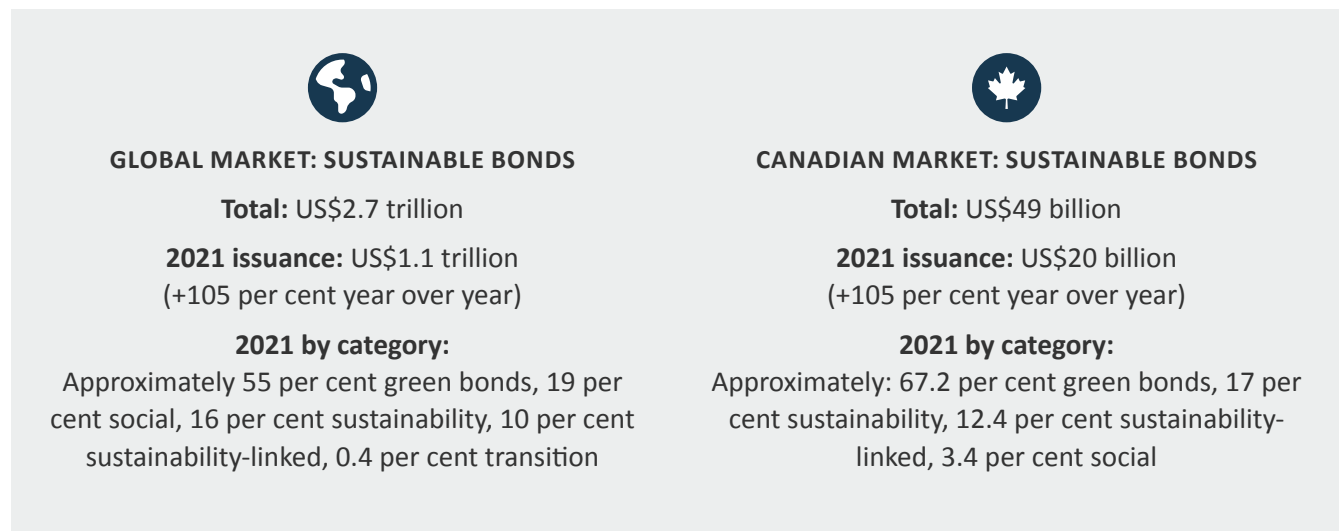 GLOBAL MARKET: SUSTAINABLE BONDS
Total: US$2.7 trillion
2021 issuance: US$1.1 trillion
(+105 per cent year over year)
2021 by category:
Approximately 55 per cent green bonds, 19 per
cent social, 16 per cent sustainability, 10 per cent
sustainability-linked, 0.4 per cent transition
CANADIAN MARKET: SUSTAINABLE BONDS
Total: US$49 billion
2021 issuance: US$20 billion
(+105 per cent year over year)
2021 by category:
Approximately: 67.2 per cent green bonds, 17 per
cent sustainability, 12.4 per cent sustainability-
linked, 3.4 per cent social